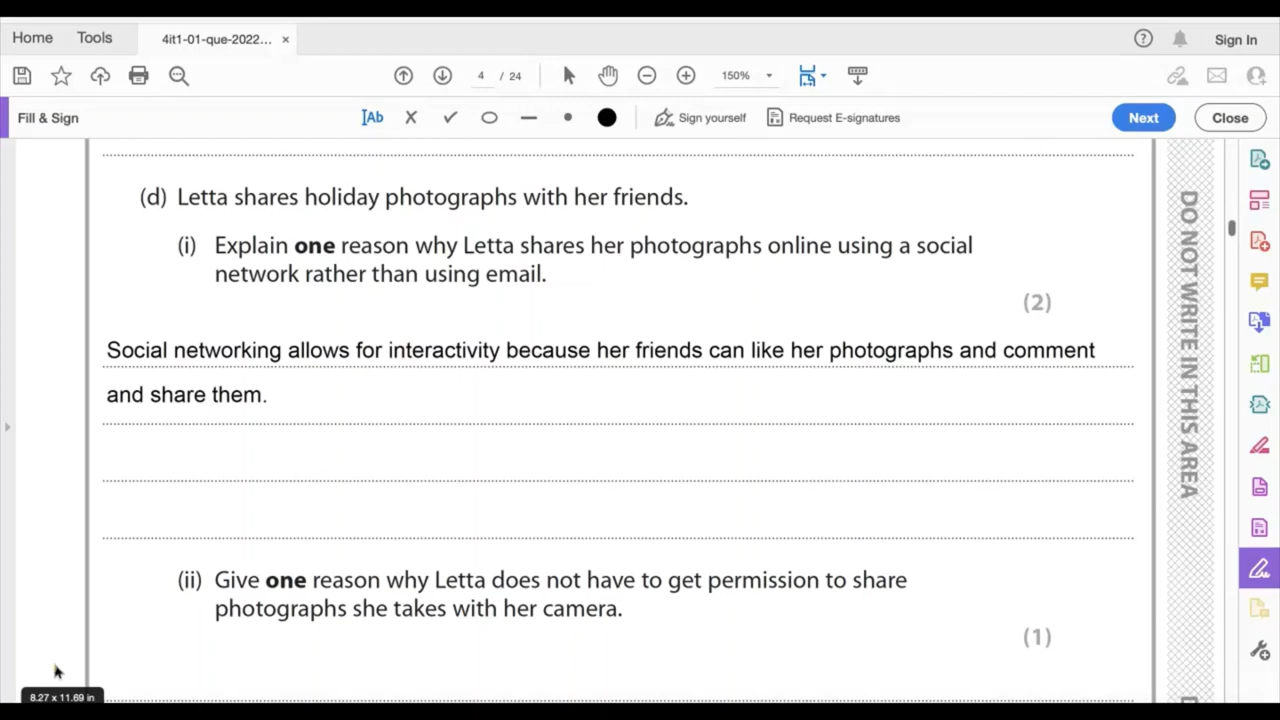 Home Tools 4it1-01-que-2022... × Sign In
4 / 24 150%
Fill & Sign Ab Sign yourself Request E-signatures Next Close
(d) Letta shares holiday photographs with her friends.
(i) Explain one reason why Letta shares her photographs online using a social
network rather than using email.
(2)
Social networking allows for interactivity because her friends can like her photographs and comment
and share them.
(ii) Give one reason why Letta does not have to get permission to share
photographs she takes with her camera.
(1)
8.27 x 11.69 in
DO NOT WRITE IN THIS AREA